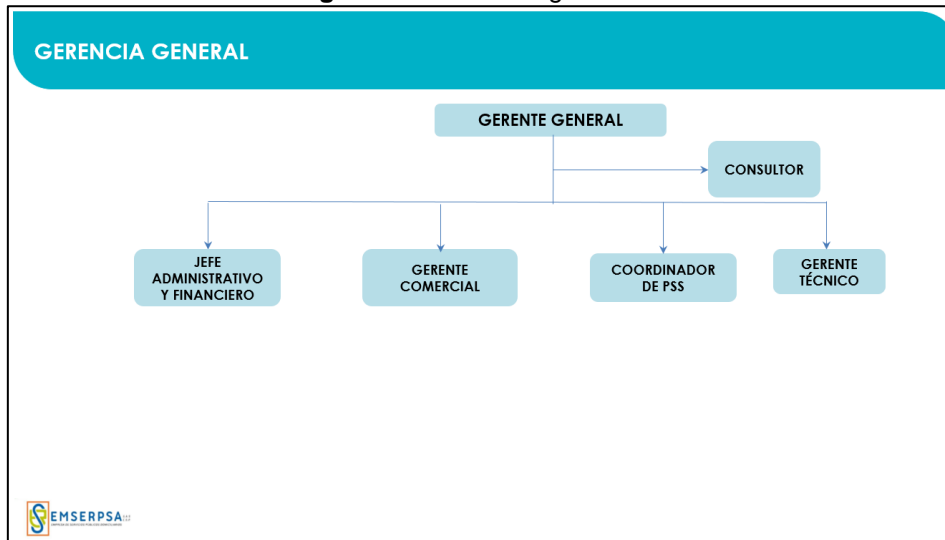 GERENCIA GENERAL
GERENTE GENERAL
CONSULTOR
JEFE
ADMINISTRATIVO
Y FINANCIERO
GERENTE
COMERCIAL
COORDINADOR
DE PSS
GERENTE
TÉCNICO
EMSERPSA